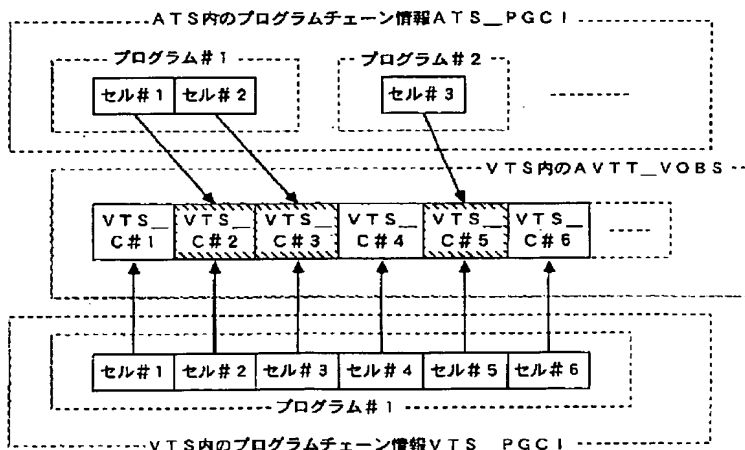 ATS内のプログラムチェーン情報ATS_PGCI
プログラム#1
プログラム#2
セル#1 セル#2
セル#3
VTS内のAVTT_VOBS
VTS_C#1 VTS_C#2 VTS_C#3 VTS_C#4 VTS_C#5 VTS_C#6
セル#1 セル#2 セル#3 セル#4 セル#5 セル#6
プログラム#1
VTS内のプログラムチェーン情報VTS_PGCI